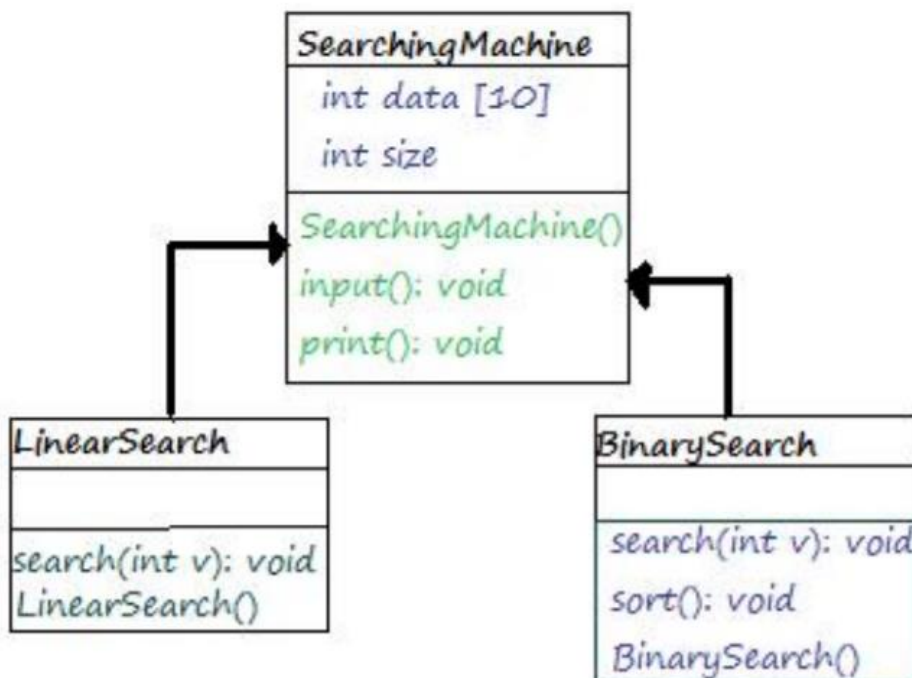 SearchingMachine
int data [10]
int size
SearchingMachine()
input(): void
print(): void
LinearSearch
search(int v): void
LinearSearch()
BinarySearch
search(int v): void
sort(): void
BinarySearch()